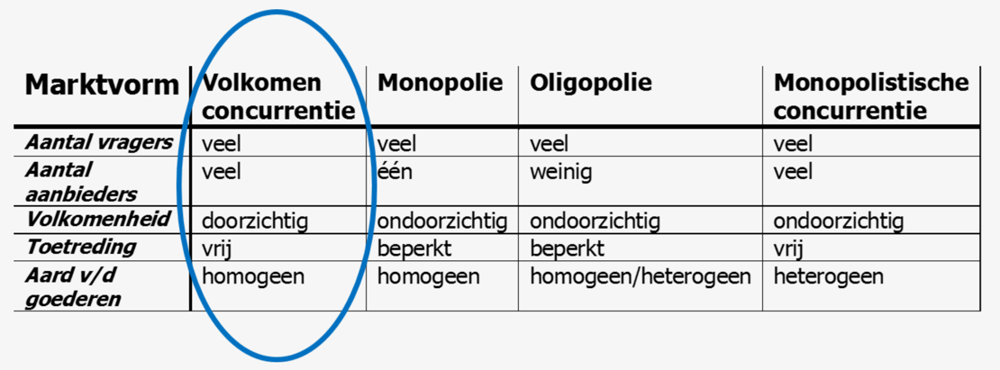 Marktvorm Volkomen concurrentie Monopolie Oligopolie Monopolistische concurrentie
Aantal vragers veel veel veel veel
Aantal aanbieders veel één weinig veel
Volkomenheid doorzichtig ondoorzichtig ondoorzichtig ondoorzichtig
Toetreding vrij beperkt beperkt vrij
Aard v/d goederen homogeen homogeen homogeen/heterogeen heterogeen